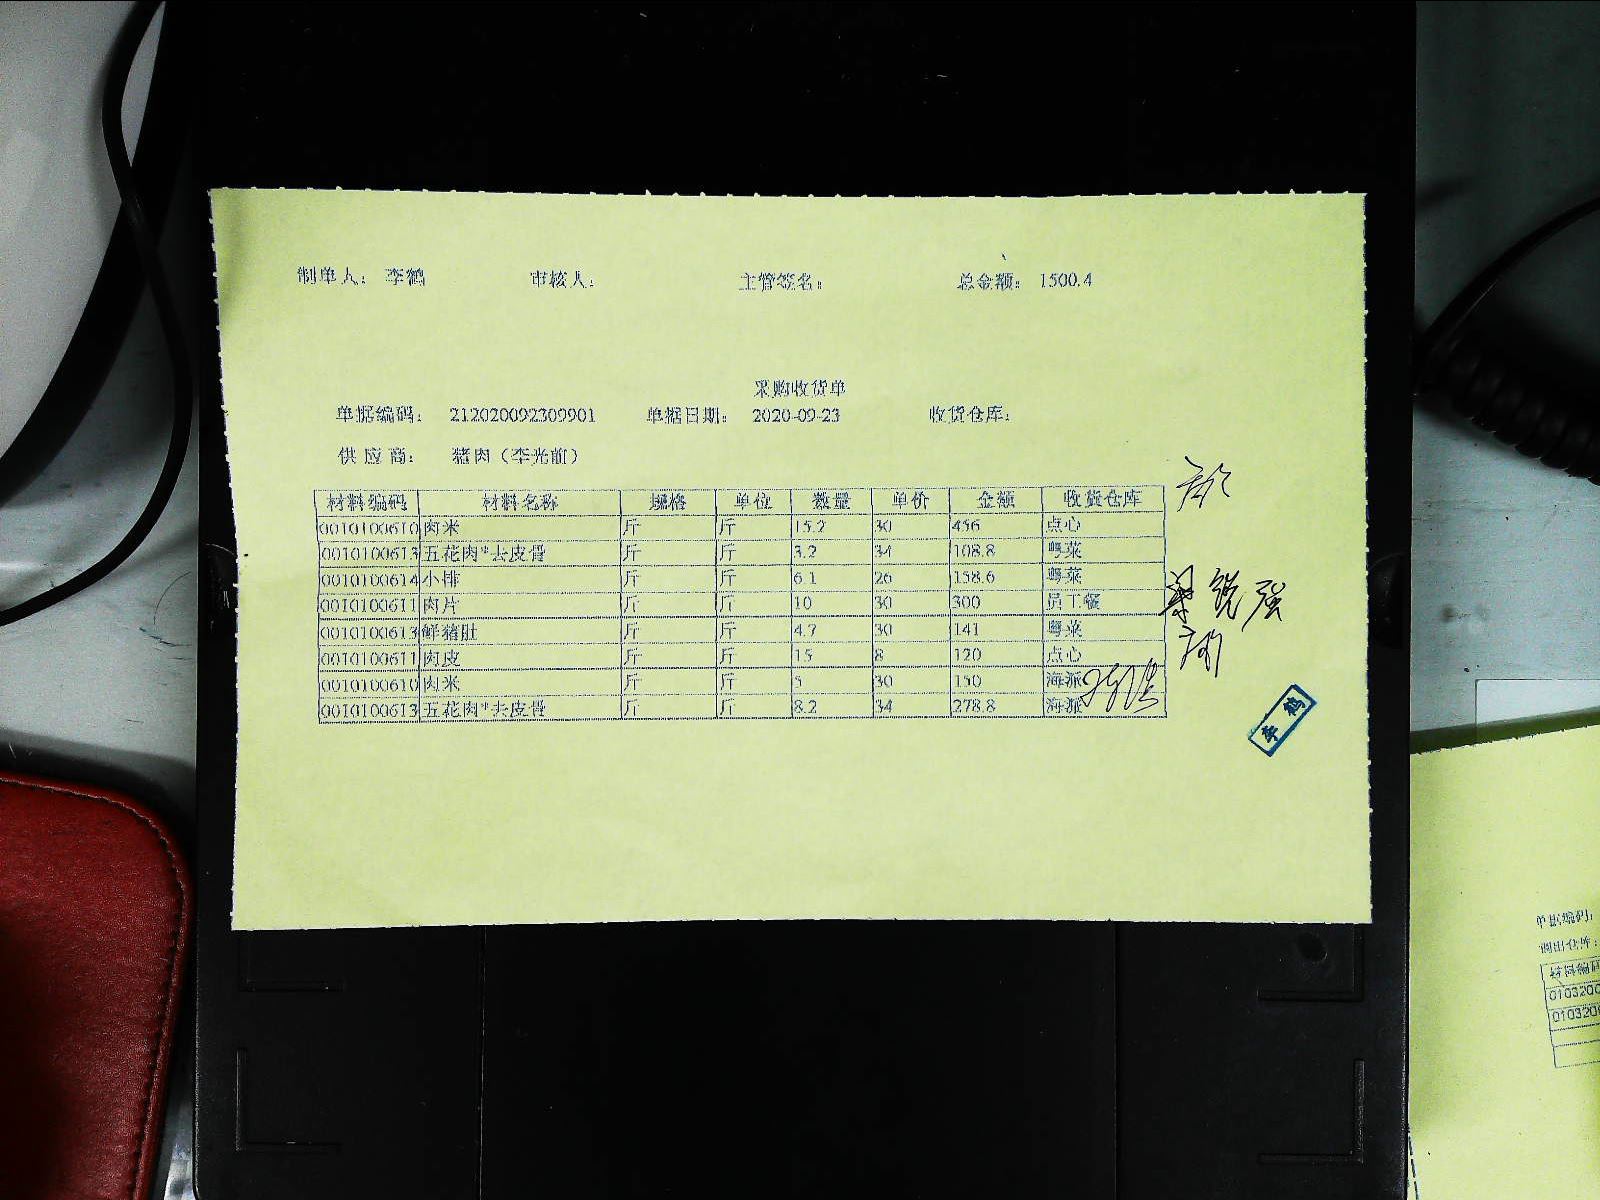 制单人： 李鹤 审核人： 主管签名： 总金额： 1500.4
采购收货单
单据编码： 212020092309901 单据日期： 2020-09-23 收货仓库：
供应商： 猪肉（李光前）
材料编码 材料名称 规格 单位 数量 单价 金额 收货仓库
0010100610 肉米 斤 斤 15.2 30 456 点心
0010100613 五花肉*去皮骨 斤 斤 3.2 34 108.8 粤菜
0010100614 小排 斤 斤 6.1 26 158.6 粤菜
0010100611 肉片 斤 斤 10 30 300 员工餐
0010100613 鲜猪肚 斤 斤 4.7 30 141 粤菜
0010100611 肉皮 斤 斤 15 8 120 点心
0010100610 肉米 斤 斤 5 30 150 海派
0010100613 五花肉*去皮骨 斤 斤 8.2 34 278.8 海派
李鹤
单据编码：
调出仓库：